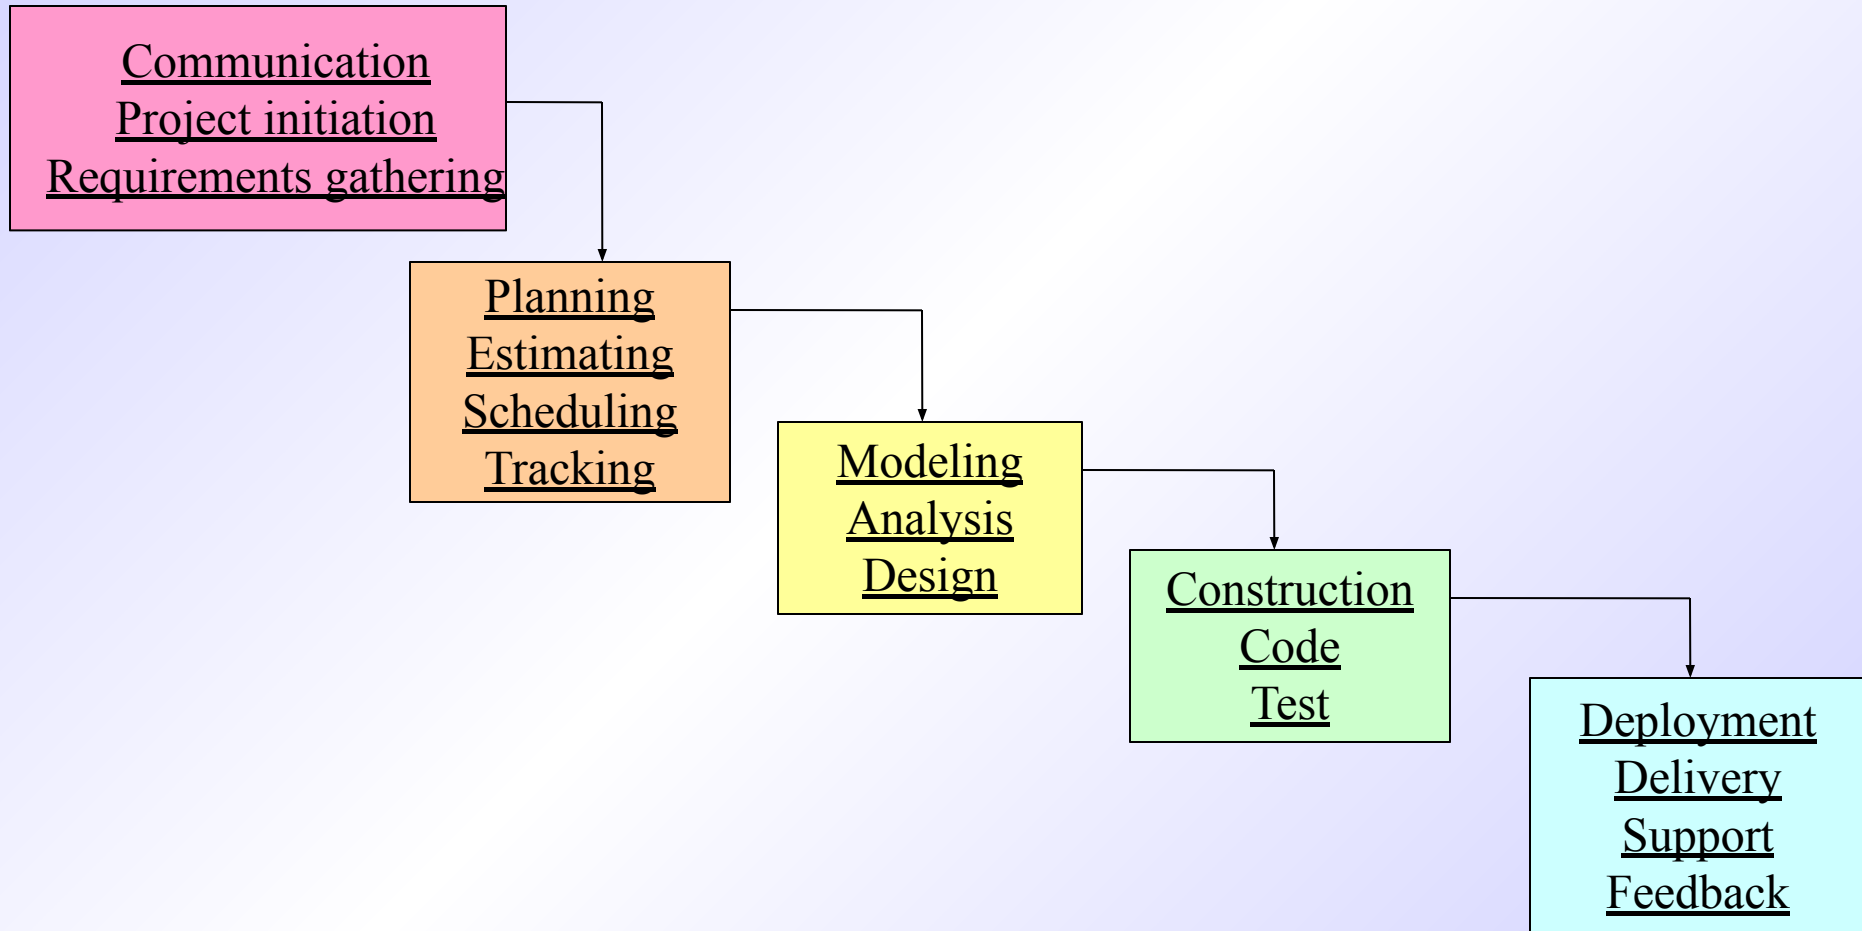 Communication
Project initiation
Requirements gathering
Planning
Estimating
Scheduling
Tracking
Modeling
Analysis
Design
Construction
Code
Test
Deployment
Delivery
Support
Feedback